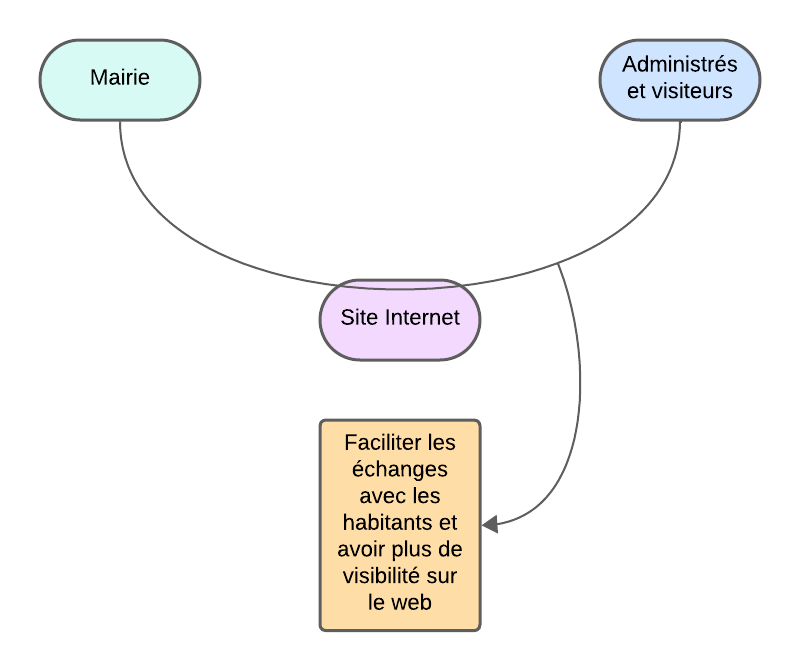 Mairie
Administrés
et visiteurs
Site Internet
Faciliter les
échanges
avec les
habitants et
avoir plus de
visibilité sur
le web